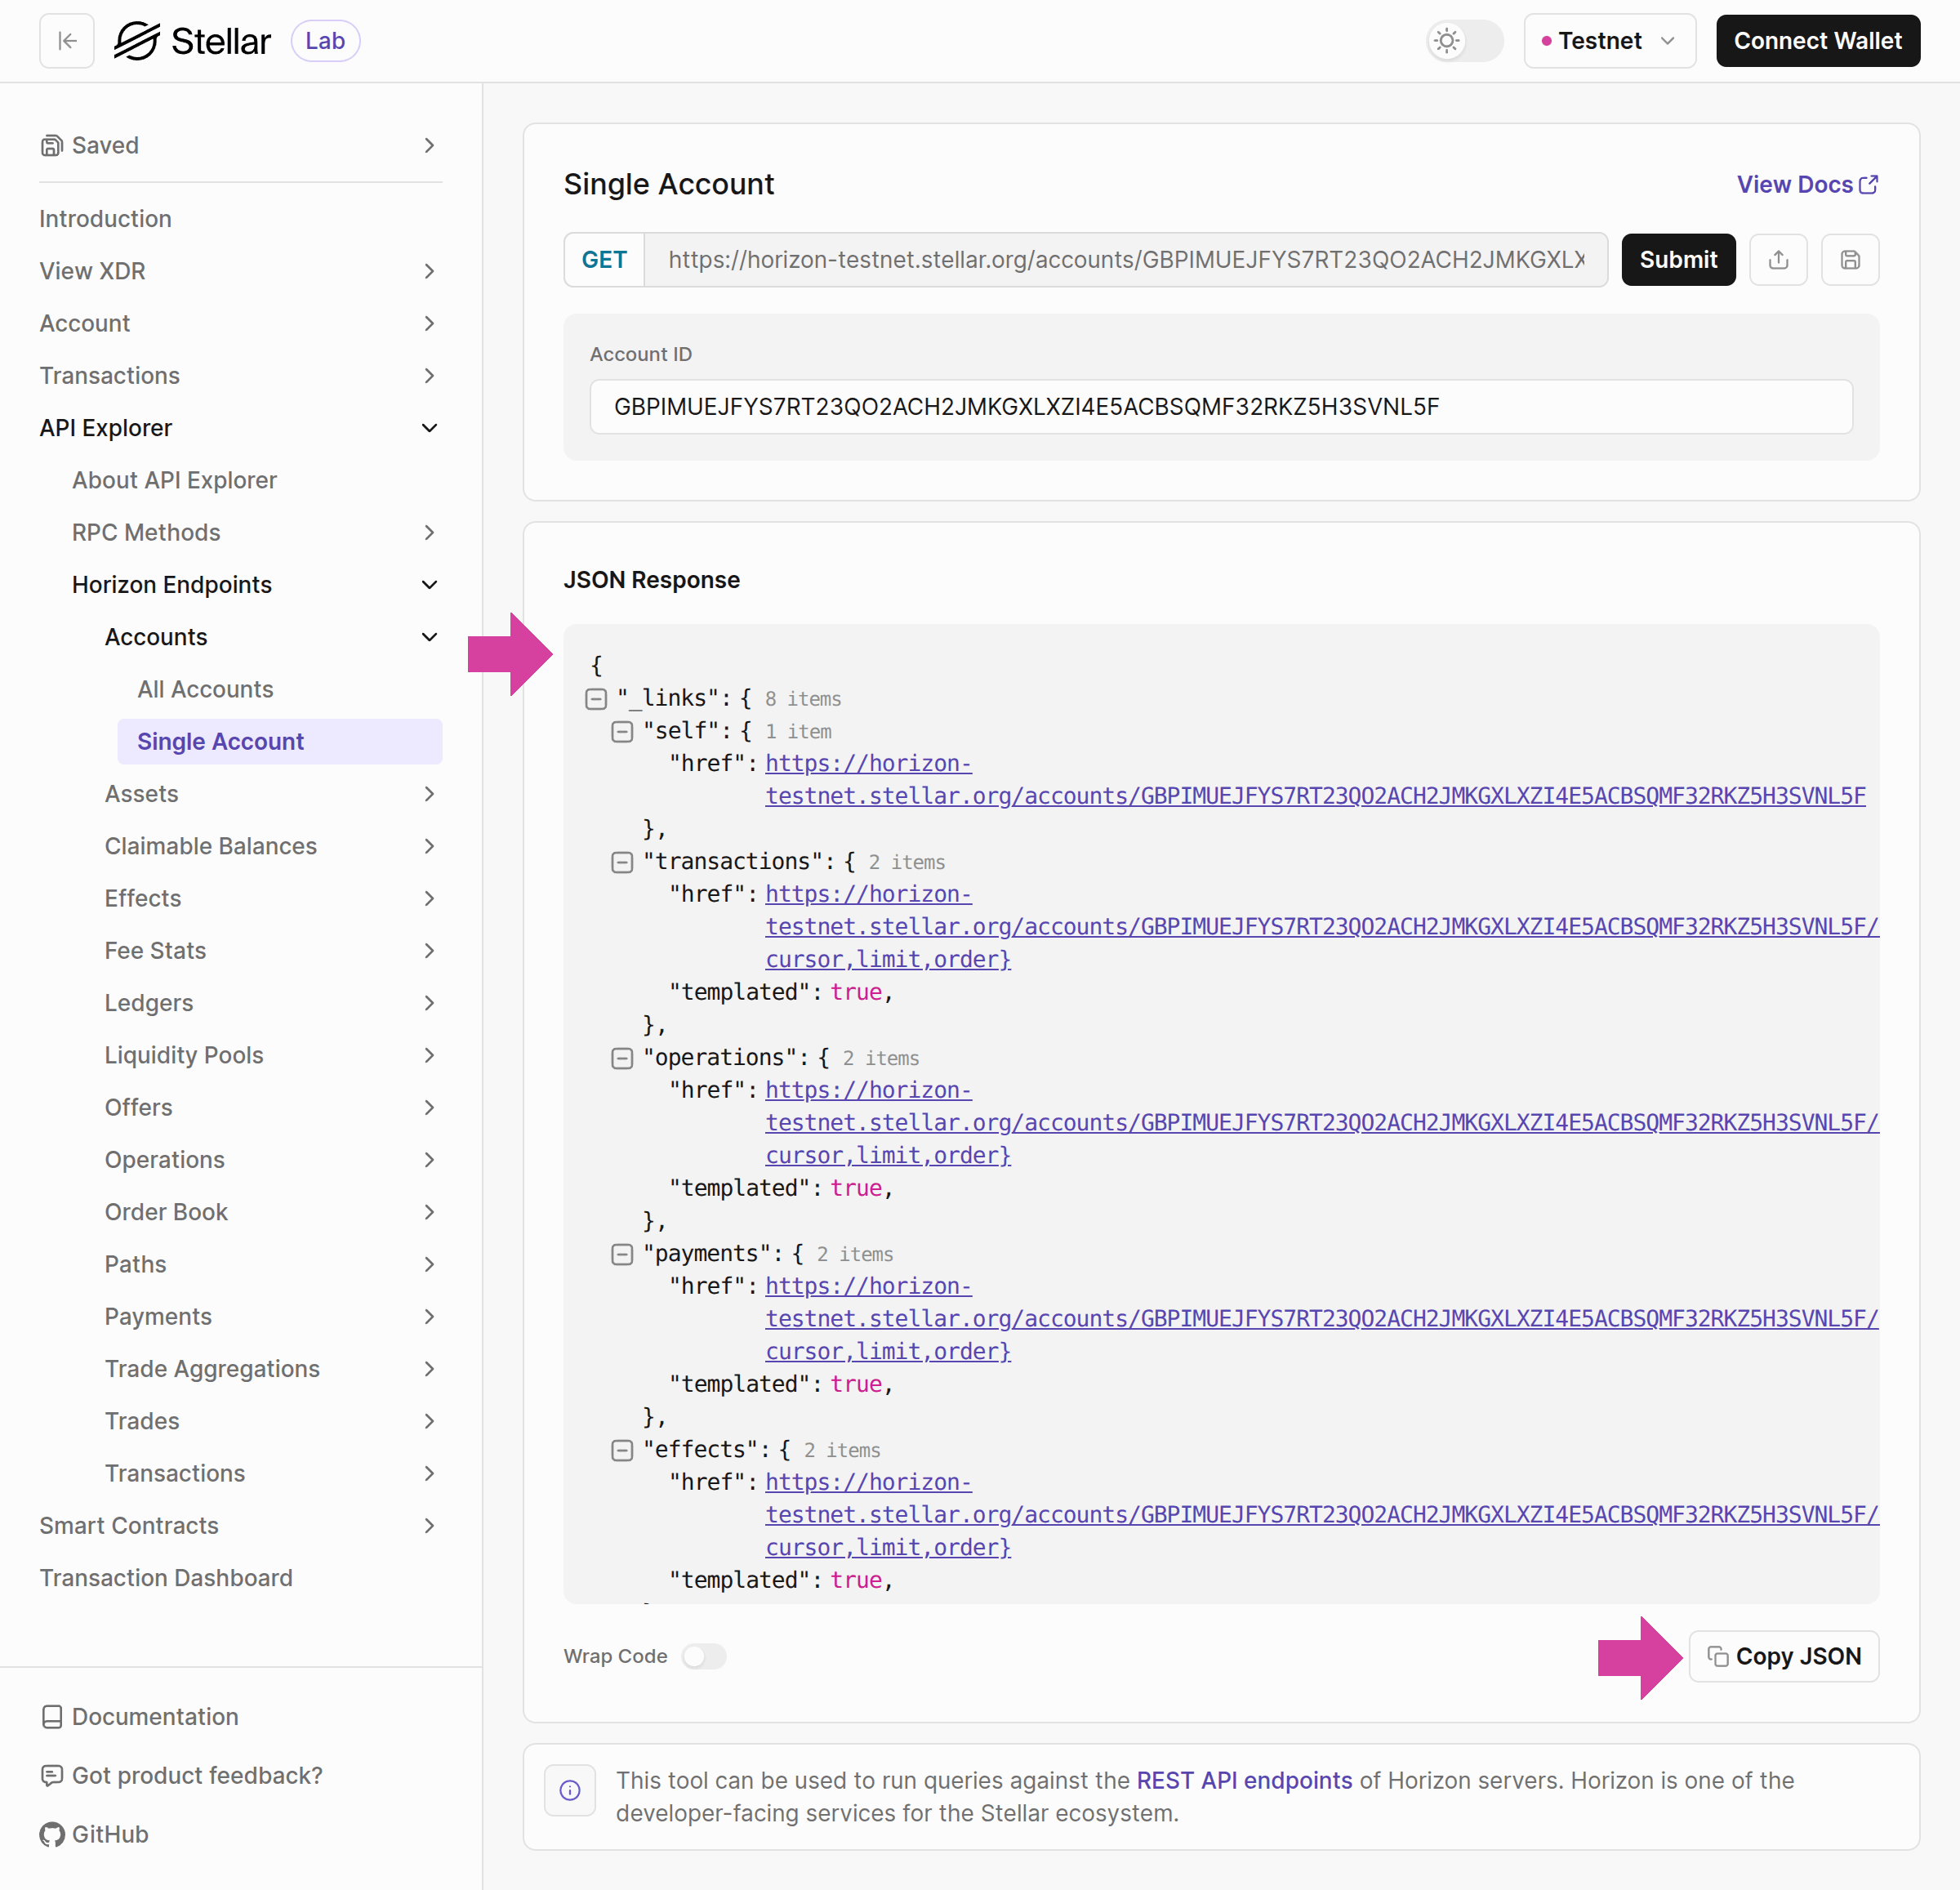 Stellar Lab
Testnet
Connect Wallet
Saved
Introduction
View XDR
Account
Transactions
API Explorer
About API Explorer
RPC Methods
Horizon Endpoints
Accounts
All Accounts
Single Account
Assets
Claimable Balances
Effects
Fee Stats
Ledgers
Liquidity Pools
Offers
Operations
Order Book
Paths
Payments
Trade Aggregations
Trades
Transactions
Smart Contracts
Transaction Dashboard
Documentation
Got product feedback?
GitHub
Single Account
View Docs
GET https://horizon-testnet.stellar.org/accounts/GBPIMUEJFYS7RT23QO2ACH2JMKGXLX
Submit
Account ID
GBPIMUEJFYS7RT23QO2ACH2JMKGXLXZI4E5ACBSQMF32RKZ5H3SVNL5F
JSON Response
{
"_links": { 8 items
"self": { 1 item
"href": https://horizon-
testnet.stellar.org/accounts/GBPIMUEJFYS7RT23QO2ACH2JMKGXLXZI4E5ACBSQMF32RKZ5H3SVNL5F
},
"transactions": { 2 items
"href": https://horizon-
testnet.stellar.org/accounts/GBPIMUEJFYS7RT23QO2ACH2JMKGXLXZI4E5ACBSQMF32RKZ5H3SVNL5F/
cursor,limit,order}
"templated": true,
},
"operations": { 2 items
"href": https://horizon-
testnet.stellar.org/accounts/GBPIMUEJFYS7RT23QO2ACH2JMKGXLXZI4E5ACBSQMF32RKZ5H3SVNL5F/
cursor,limit,order}
"templated": true,
},
"payments": { 2 items
"href": https://horizon-
testnet.stellar.org/accounts/GBPIMUEJFYS7RT23QO2ACH2JMKGXLXZI4E5ACBSQMF32RKZ5H3SVNL5F/
cursor,limit,order}
"templated": true,
},
"effects": { 2 items
"href": https://horizon-
testnet.stellar.org/accounts/GBPIMUEJFYS7RT23QO2ACH2JMKGXLXZI4E5ACBSQMF32RKZ5H3SVNL5F/
cursor,limit,order}
"templated": true,
Wrap Code
Copy JSON
This tool can be used to run queries against the REST API endpoints of Horizon servers. Horizon is one of the
developer-facing services for the Stellar ecosystem.